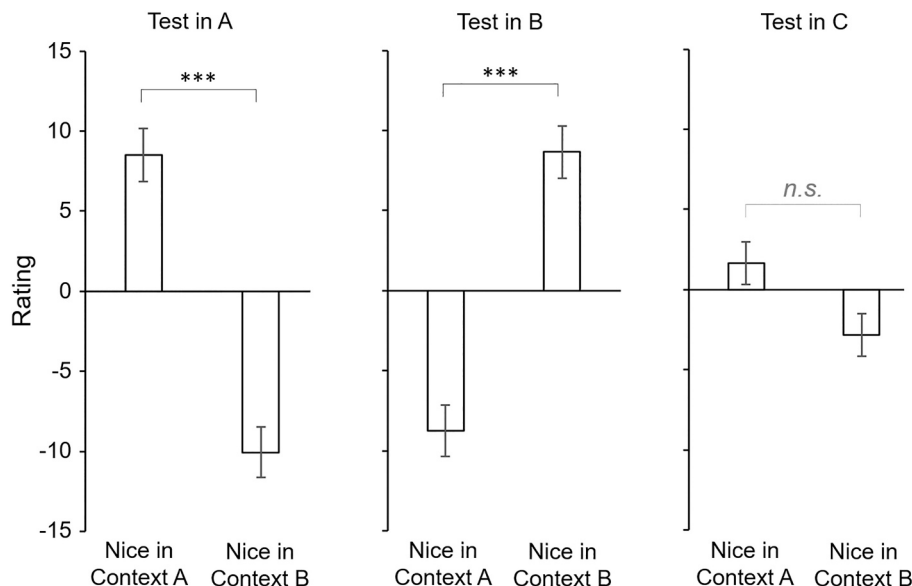 Test in A
Test in B
Test in C
15
10
5
0
-5
-10
-15
Rating
***
***
n.s.
Nice in
Context A
Nice in
Context B
Nice in
Context A
Nice in
Context B
Nice in
Context A
Nice in
Context B